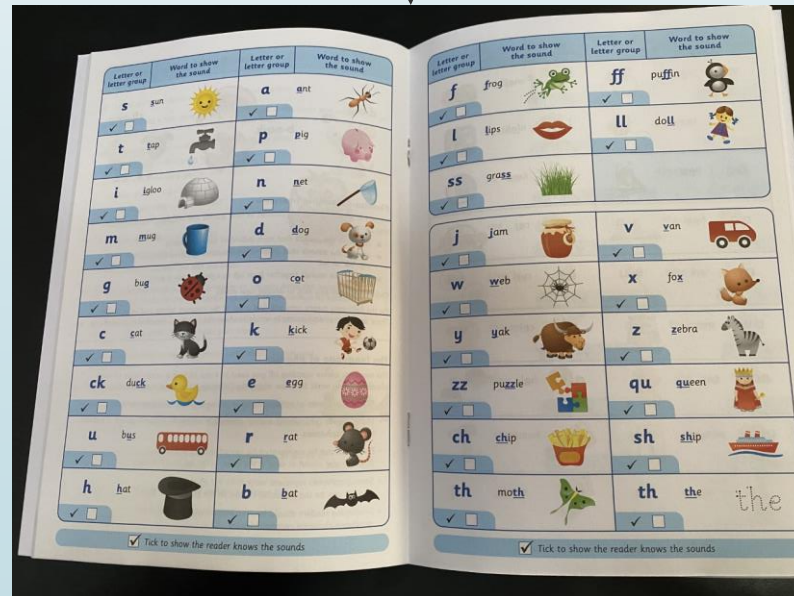 Letter or letter group Word to show the sound Letter or letter group Word to show the sound
s sun a ant
t tap p pig
i igloo n net
m mug d dog
g bug o cot
c cat k kick
ck duck e egg
u bus r rat
h hat b bat
Tick to show the reader knows the sounds
Letter or letter group Word to show the sound Letter or letter group Word to show the sound
f frog ff puffin
l lips ll doll
ss grass
j jam v van
w web x fox
y yak z zebra
zz puzzle qu queen
ch chip sh ship
th moth th the the
Tick to show the reader knows the sounds